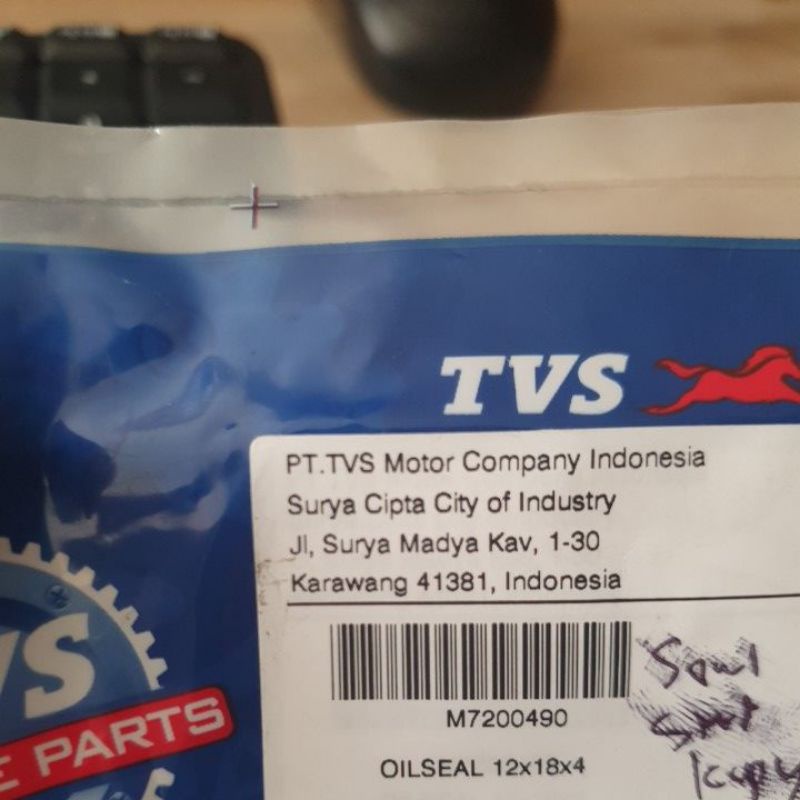 TVS
PT.TVS Motor Company Indonesia
Surya Cipta City of Industry
Jl, Surya Madya Kav, 1-30
Karawang 41381, Indonesia
M7200490
OILSEAL 12x18x4
VS
E PARTS